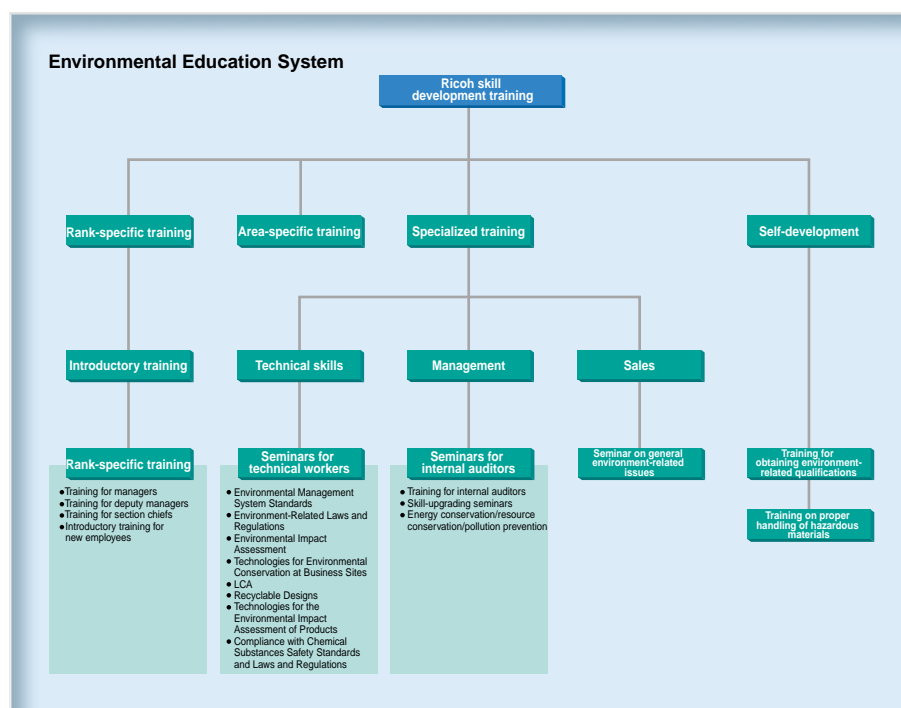 Environmental Education System
Ricoh skill
development training
Rank-specific training
Area-specific training
Specialized training
Self-development
Introductory training
Technical skills
Management
Sales
Rank-specific training
●Training for managers
●Training for deputy managers
●Training for section chiefs
●Introductory training for
new employees
Seminars for
technical workers
● Environmental Management
System Standards
● Environment-Related Laws and
Regulations
● Environmental Impact
Assessment
● Technologies for Environmental
Conservation at Business Sites
● LCA
● Recyclable Designs
● Technologies for the
Environmental Impact
Assessment of Products
● Compliance with Chemical
Substances Safety Standards
and Laws and Regulations
Seminars for
internal auditors
● Training for internal auditors
● Skill-upgrading seminars
● Energy conservation/resource
conservation/pollution prevention
Seminar on general
environment-related
issues
Training for
obtaining environment-
related qualifications
Training on proper
handling of hazardous
materials